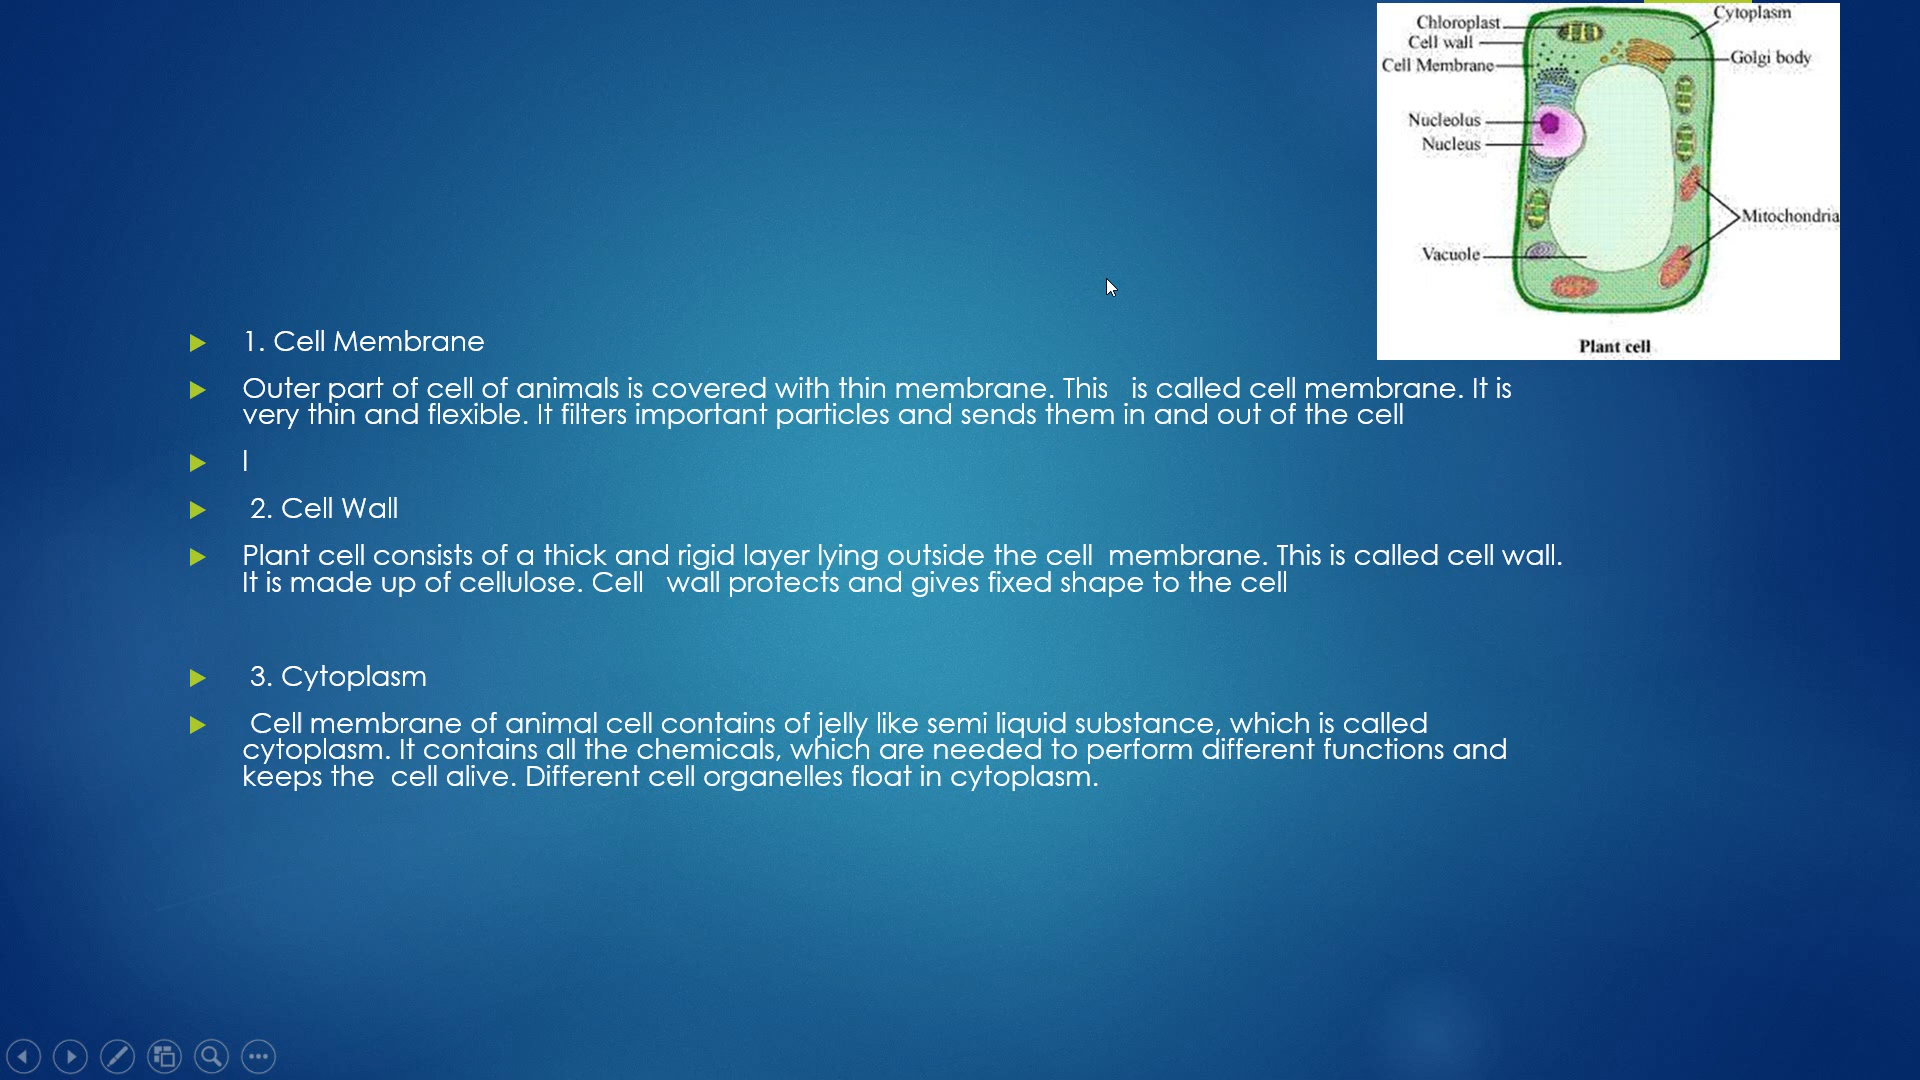 Chloroplast
Cell wall
Cell Membrane
Nucleolus
Nucleus
Vacuole
Cytoplasm
Golgi body
Mitochondria
Plant cell
1. Cell Membrane
Outer part of cell of animals is covered with thin membrane. This is called cell membrane. It is
very thin and flexible. It filters important particles and sends them in and out of the cell
l
2. Cell Wall
Plant cell consists of a thick and rigid layer lying outside the cell membrane. This is called cell wall.
It is made up of cellulose. Cell wall protects and gives fixed shape to the cell
3. Cytoplasm
Cell membrane of animal cell contains of jelly like semi liquid substance, which is called
cytoplasm. It contains all the chemicals, which are needed to perform different functions and
keeps the cell alive. Different cell organelles float in cytoplasm.